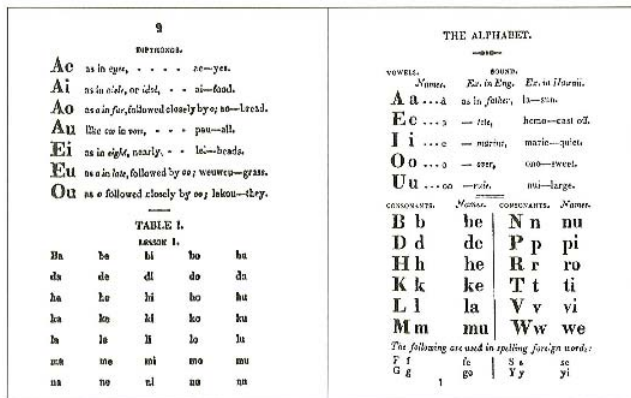 9
DIPTHONGS.
Ae as in eyes, - - - - ae—yes.
Ai as in aisle, or idol, - - ai—food.
Ao as a in far, followed closely by o; ao—bread.
Au like ow in vow, - - - pau—all.
Ei as in eight, nearly, - - lei—beads.
Eu as a in late, followed by oo; weuweu—grass.
Ou as o followed closely by oo; lakou—they.
TABLE I.
LESSON 1.
Ba be bi bo bu
da de di do du
ha he hi ho hu
ka ke ki ko ku
la le li lo lu
ma me mi mo mu
na ne ni no nu
THE ALPHABET.
VOWELS. SOUND.
Names. Ex. in Eng. Ex. in Hawaii.
A a ... a as in father, la—sun.
E e ... a — tele, hemo—cast off.
I i ... e — marine, marie—quiet.
O o ... o — over, ono—sweet.
U u ... oo — rule, nui—large.
CONSONANTS. Names. CONSONANTS. Names.
B b be N n nu
D d de P p pi
H h he R r ro
K k ke T t ti
L l la V v vi
M m mu W w we
The following are used in spelling foreign words:
F f fe S s se
G g go Y y yi
1